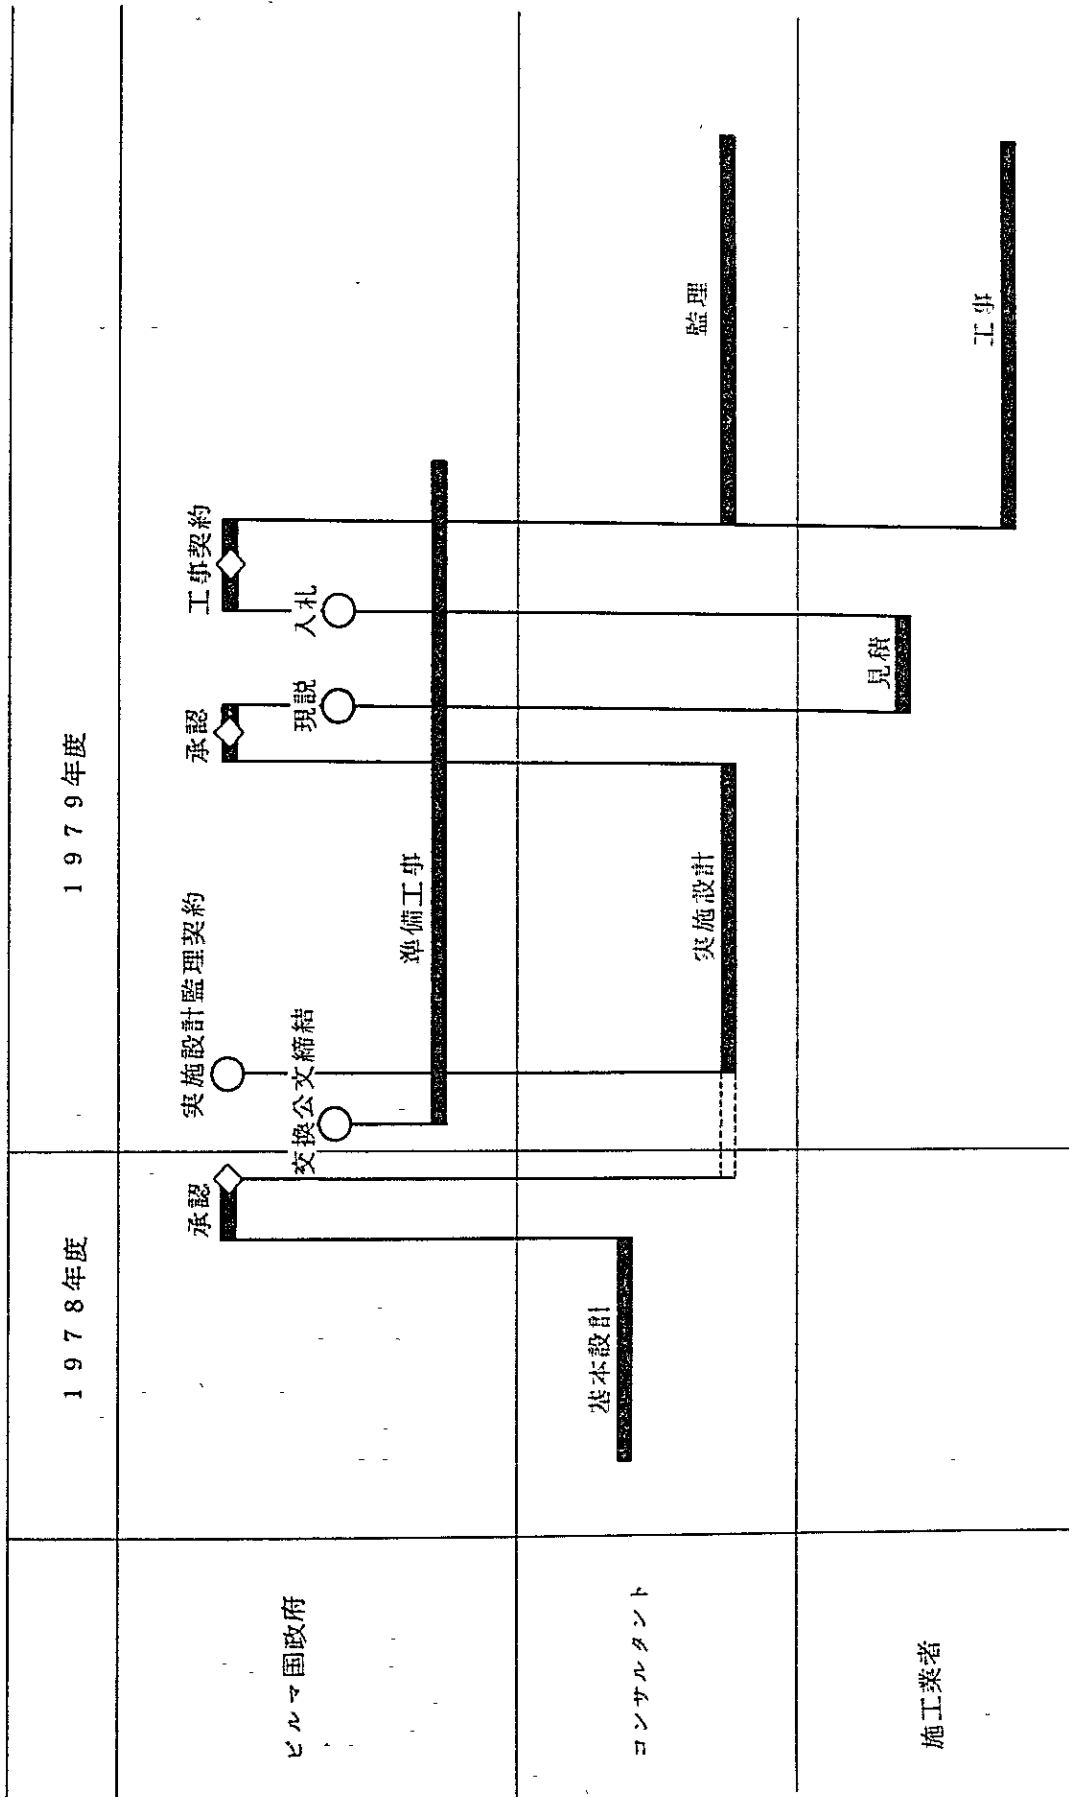 1978年度
1979年度
ビルマ国政府
承認
実施設計監理契約
承認
工事契約
交換公文締結
現説
入札
準備工事
コンサルタント
基本設計
実施設計
監理
施工業者
見積
工事